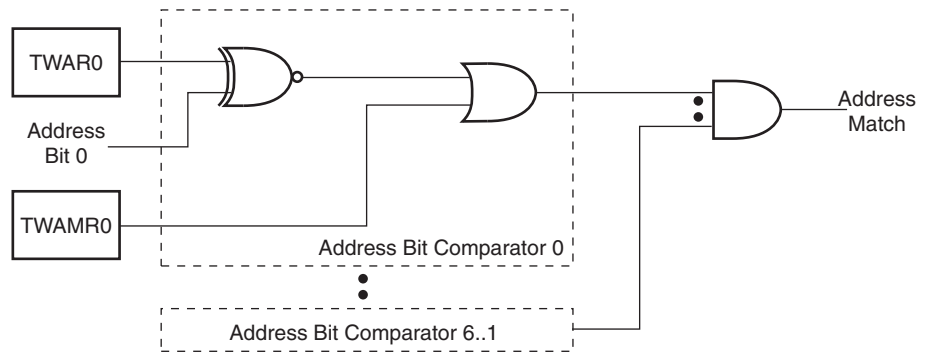 TWAR0
Address
Bit 0
TWAMR0
Address Bit Comparator 0
Address Bit Comparator 6..1
Address
Match